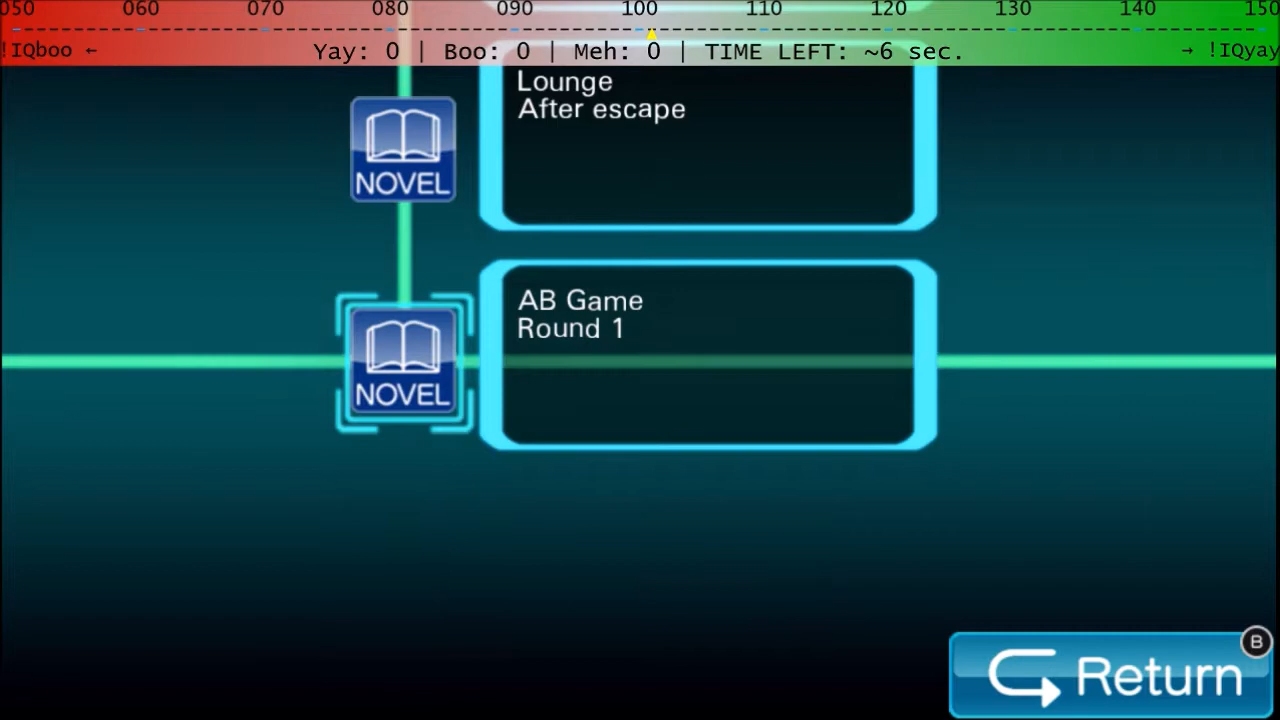 050 060 070 080 090 100 110 120 130 140 150
!IQboo ← Yay: 0 | Boo: 0 | Meh: 0 | TIME LEFT: ~6 sec. → !IQyay
Lounge
After escape
NOVEL
AB Game
Round 1
NOVEL
B
Return